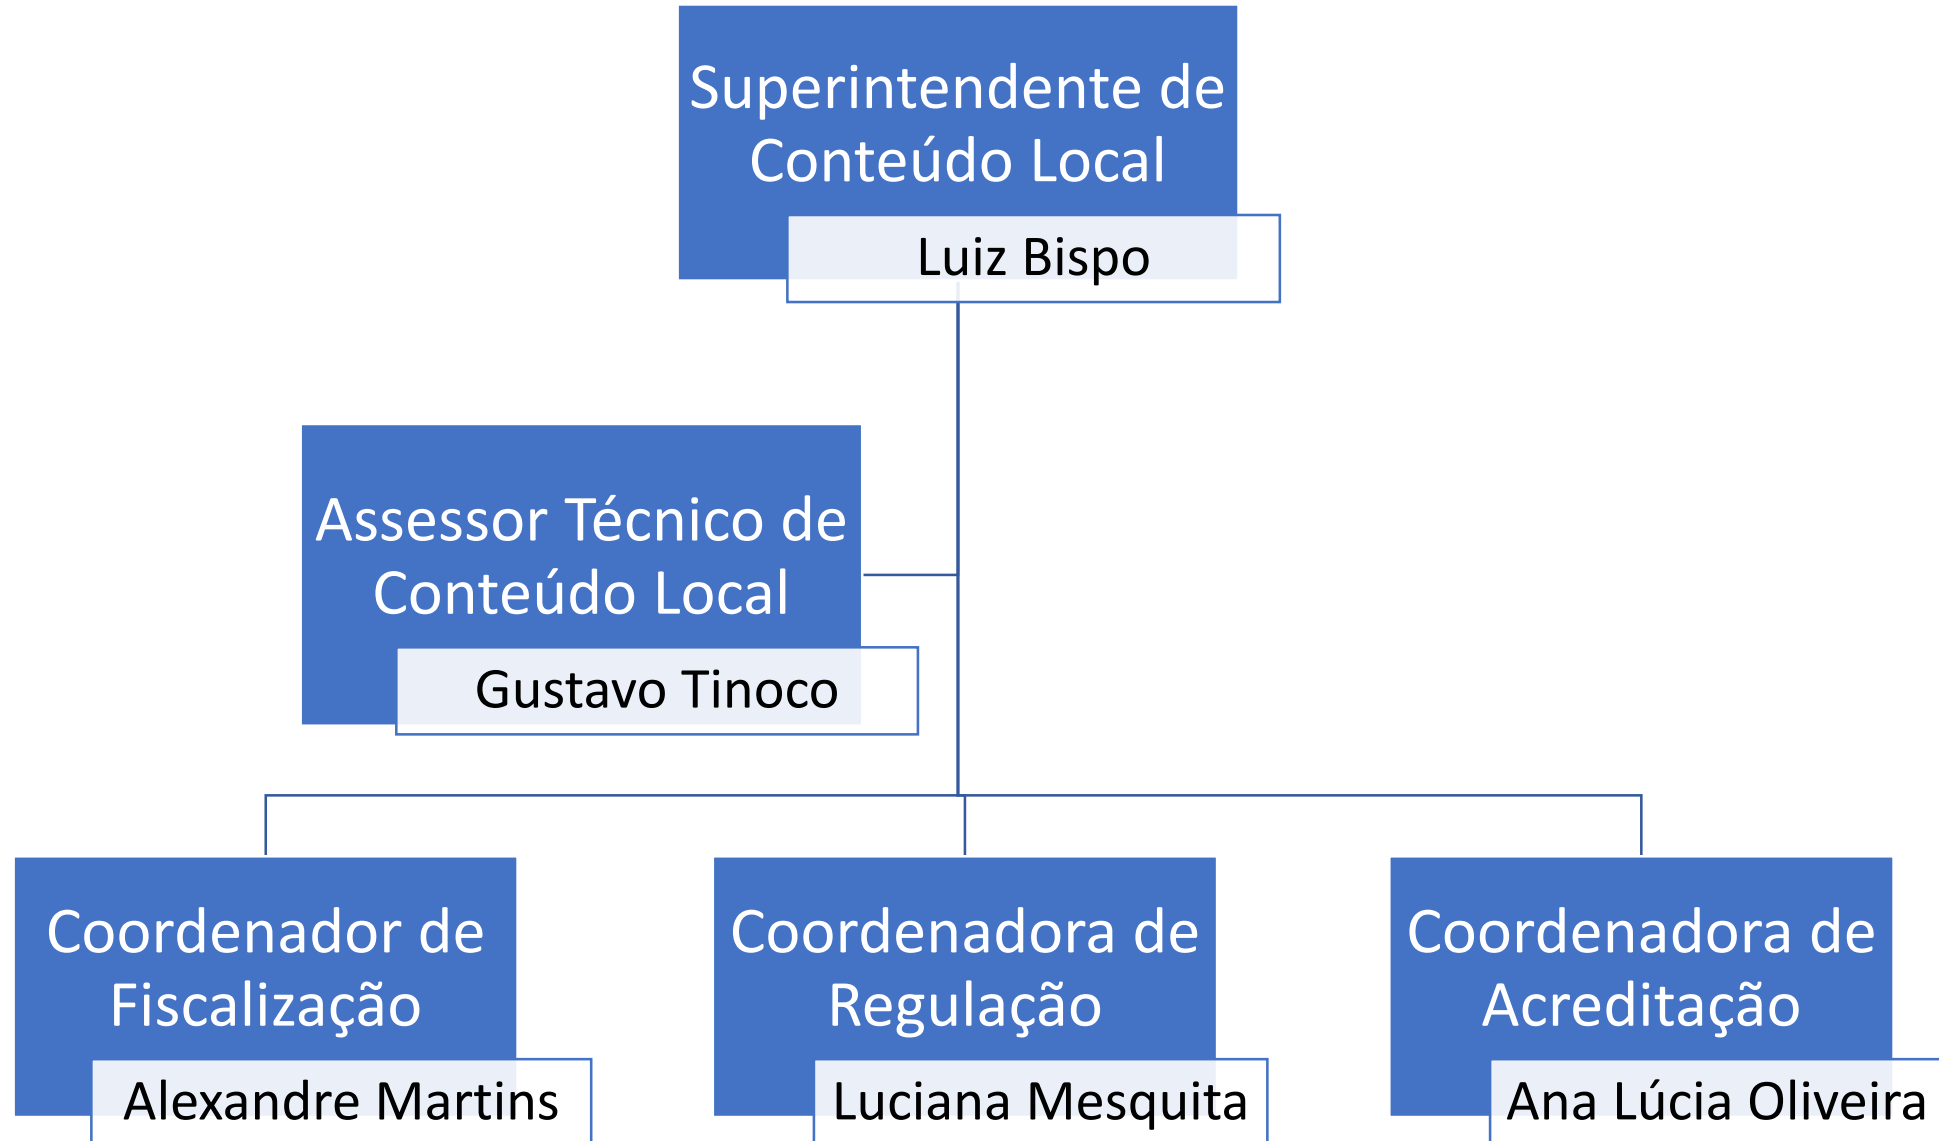 Superintendente de
Conteúdo Local
Luiz Bispo
Assessor Técnico de
Conteúdo Local
Gustavo Tinoco
Coordenador de
Fiscalização
Alexandre Martins
Coordenadora de
Regulação
Luciana Mesquita
Coordenadora de
Acreditação
Ana Lúcia Oliveira